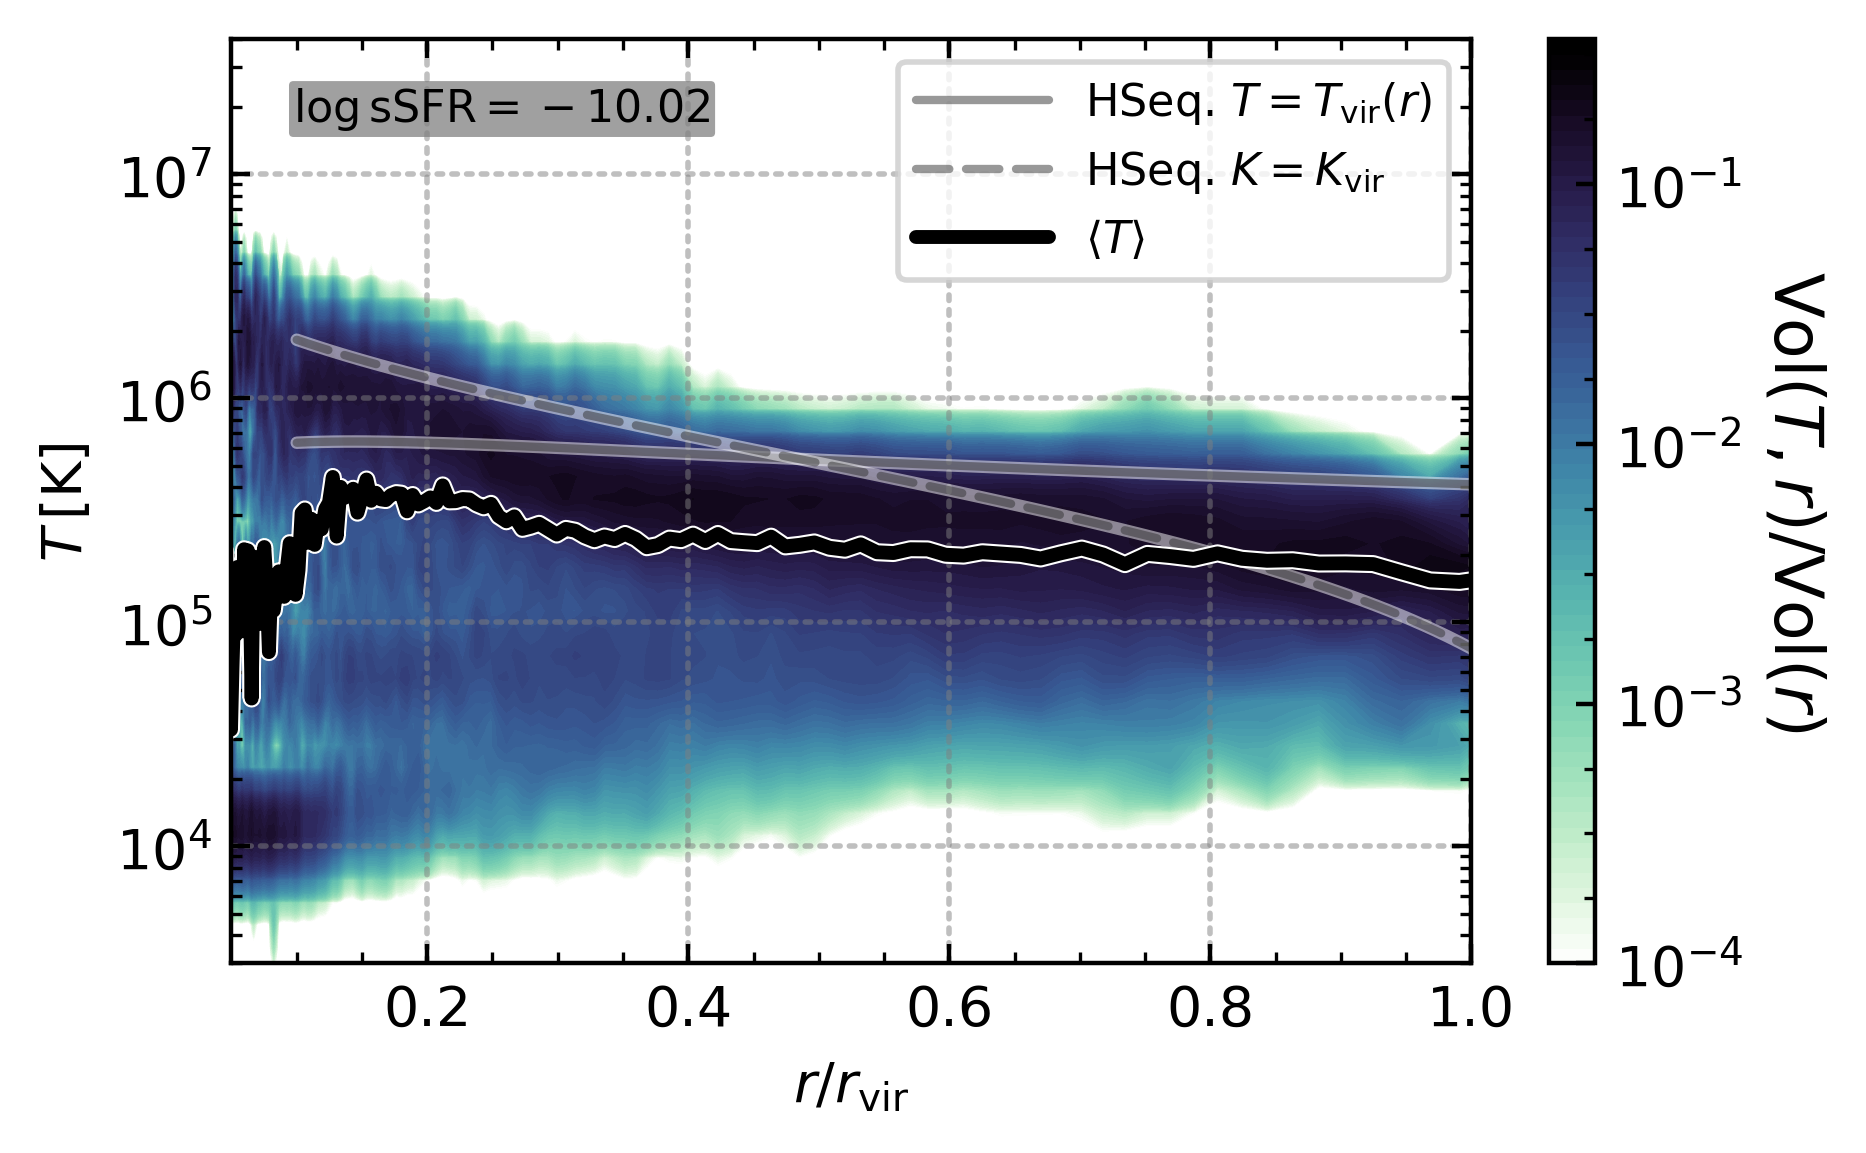 log sSFR = −10.02
HSeq. T = T_vir(r)
HSeq. K = K_vir
⟨T⟩
10^7
10^6
10^5
10^4
T [K]
0.2 0.4 0.6 0.8 1.0
r/r_vir
10^−1
10^−2
10^−3
10^−4
Vol(T, r)/Vol(r)